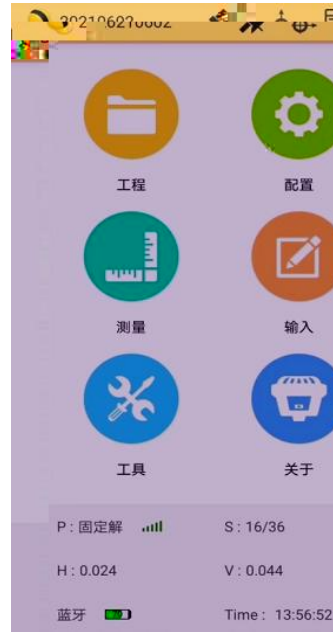 工程 配置
测量 输入
工具 关于
P : 固定解 S : 16/36
H : 0.024 V : 0.044
蓝牙 Time : 13:56:52